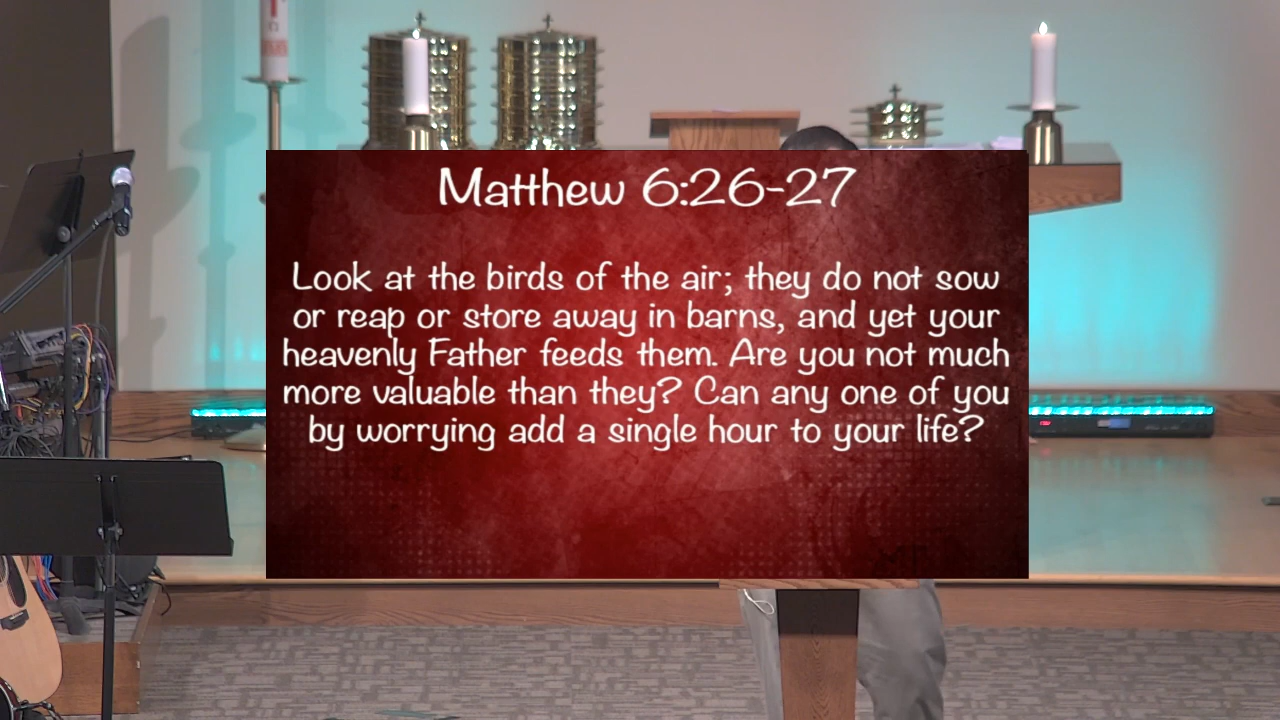 Matthew 6:26-27
Look at the birds of the air; they do not sow
or reap or store away in barns, and yet your
heavenly Father feeds them. Are you not much
more valuable than they? Can any one of you
by worrying add a single hour to your life?